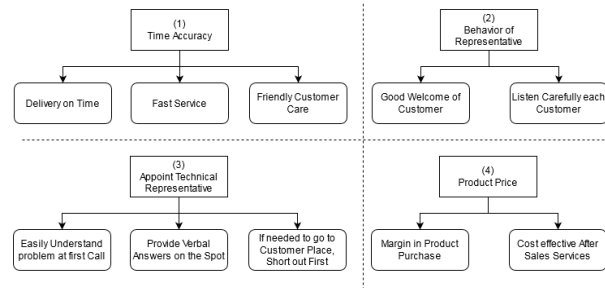 (1)
Time Accuracy
Delivery on Time
Fast Service
Friendly Customer
Care
(2)
Behavior of
Representative
Good Welcome of
Customer
Listen Carefully each
Customer
(3)
Appoint Technical
Representative
Easily Understand
problem at first Call
Provide Verbal
Answers on the Spot
If needed to go to
Customer Place,
Short out First
(4)
Product Price
Margin in Product
Purchase
Cost effective After
Sales Services